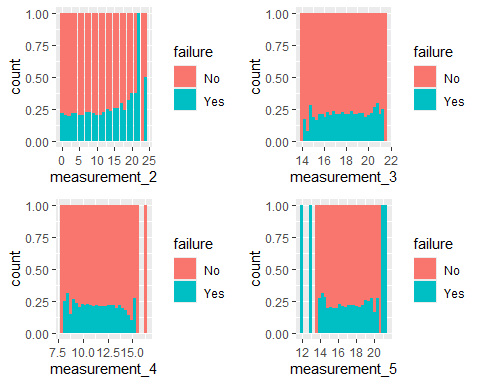 1.00
0.75
0.50
0.25
0.00
count
0 5 10 15 20 25
measurement_2
failure
No
Yes
1.00
0.75
0.50
0.25
0.00
count
14 16 18 20 22
measurement_3
failure
No
Yes
1.00
0.75
0.50
0.25
0.00
count
7.5 10.0 12.5 15.0
measurement_4
failure
No
Yes
1.00
0.75
0.50
0.25
0.00
count
12 14 16 18 20
measurement_5
failure
No
Yes